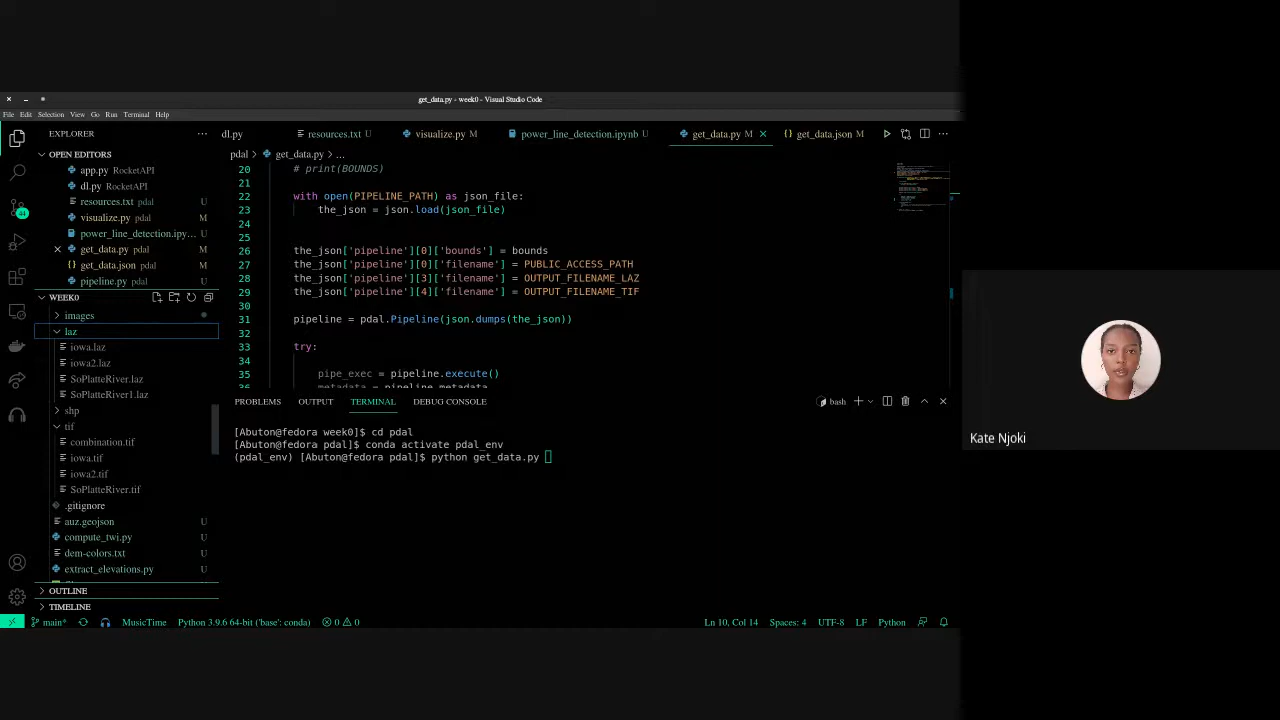 get_data.py - week0 - Visual Studio Code
File Edit Selection View Go Run Terminal Help
EXPLORER
dl.py
resources.txt U
visualize.py M
power_line_detection.ipynb U
get_data.py M
get_data.json M
OPEN EDITORS
app.py RocketAPI
dl.py RocketAPI
resources.txt pdal U
visualize.py pdal M
power_line_detection.ipy... U
get_data.py pdal M
get_data.json pdal M
pipeline.py pdal U
WEEK0
images
laz
iowa.laz
iowa2.laz
SoPlatteRiver.laz
SoPlatteRiver1.laz
shp
tif
combination.tif
iowa.tif
iowa2.tif
SoPlatteRiver.tif
.gitignore
auz.geojson U
compute_twi.py U
dem-colors.txt U
extract_elevations.py U
OUTLINE
TIMELINE
44
pdal > get_data.py > ...
20 # print(BOUNDS)
21
22 with open(PIPELINE_PATH) as json_file:
23 the_json = json.load(json_file)
24
25
26 the_json['pipeline'][0]['bounds'] = bounds
27 the_json['pipeline'][0]['filename'] = PUBLIC_ACCESS_PATH
28 the_json['pipeline'][3]['filename'] = OUTPUT_FILENAME_LAZ
29 the_json['pipeline'][4]['filename'] = OUTPUT_FILENAME_TIF
30
31 pipeline = pdal.Pipeline(json.dumps(the_json))
32
33 try:
34
35 pipe_exec = pipeline.execute()
36 metadata = pipeline.metadata
PROBLEMS OUTPUT TERMINAL DEBUG CONSOLE
bash
[Abuton@fedora week0]$ cd pdal
[Abuton@fedora pdal]$ conda activate pdal_env
(pdal_env) [Abuton@fedora pdal]$ python get_data.py
main* MusicTime Python 3.9.6 64-bit ('base': conda) 0 0
Ln 10, Col 14 Spaces: 4 UTF-8 LF Python
Kate Njoki